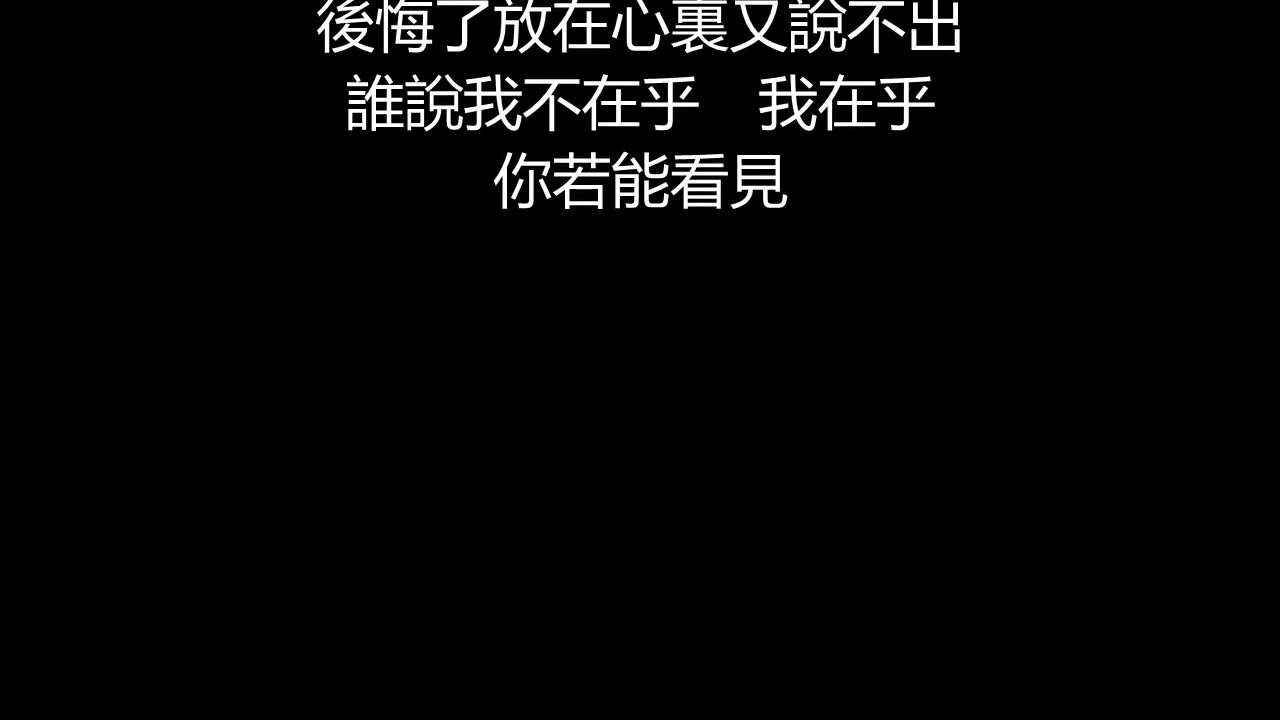 後悔了放在心裏又說不出
誰說我不在乎　我在乎
你若能看見